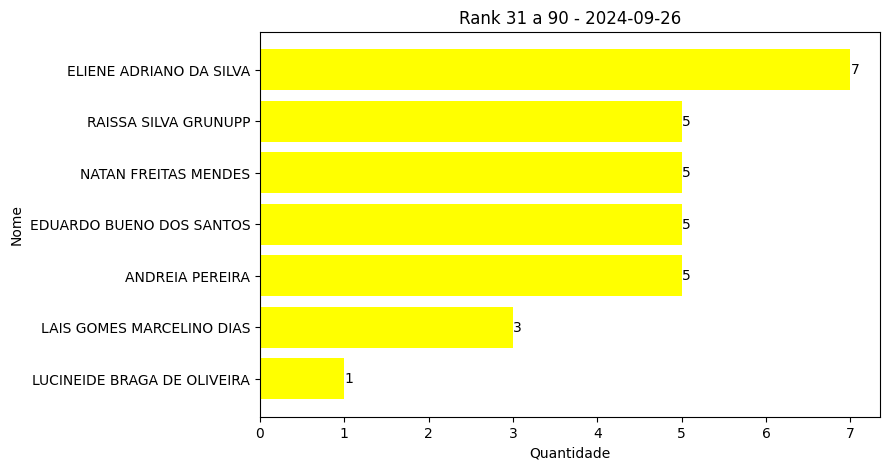 Rank 31 a 90 - 2024-09-26
Nome
ELIENE ADRIANO DA SILVA 7
RAISSA SILVA GRUNUPP 5
NATAN FREITAS MENDES 5
EDUARDO BUENO DOS SANTOS 5
ANDREIA PEREIRA 5
LAIS GOMES MARCELINO DIAS 3
LUCINEIDE BRAGA DE OLIVEIRA 1
0 1 2 3 4 5 6 7
Quantidade